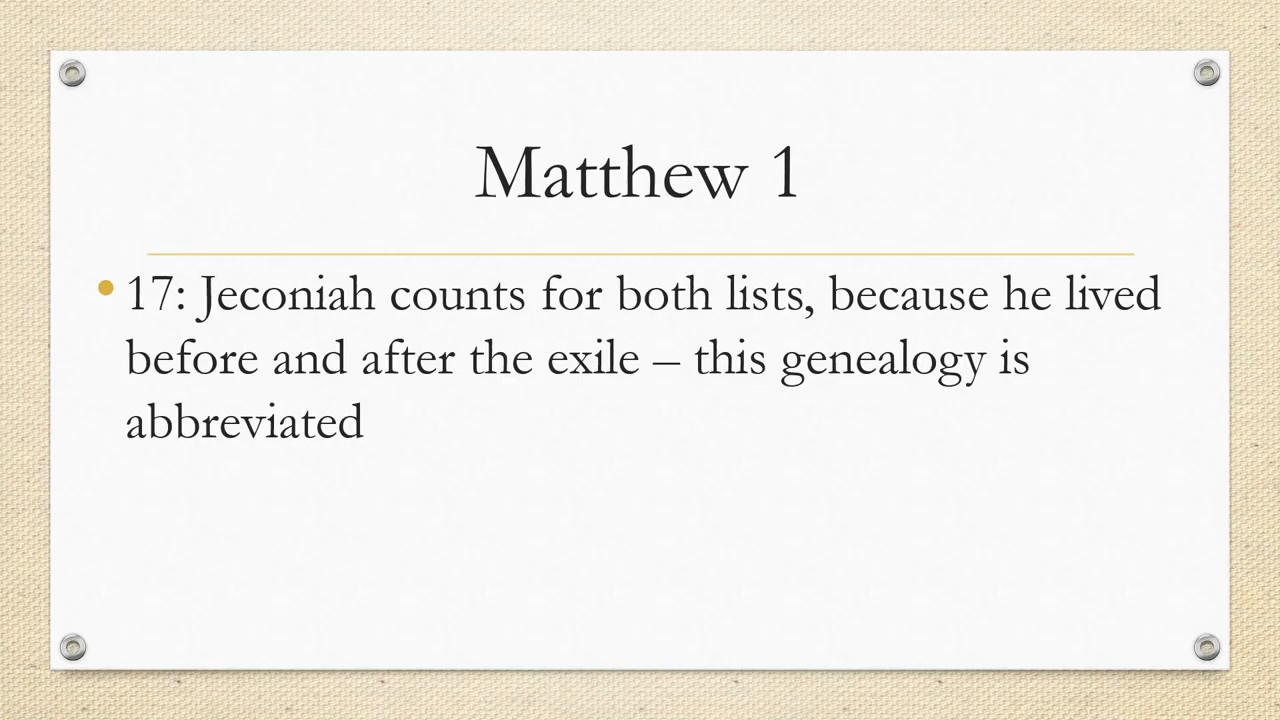 Matthew 1
• 17: Jeconiah counts for both lists, because he lived
before and after the exile – this genealogy is
abbreviated